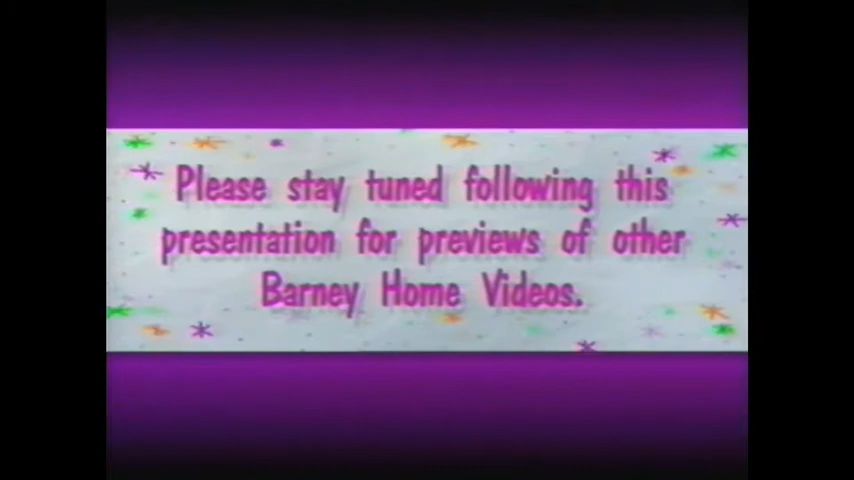 Please stay tuned following this
presentation for previews of other
Barney Home Videos.